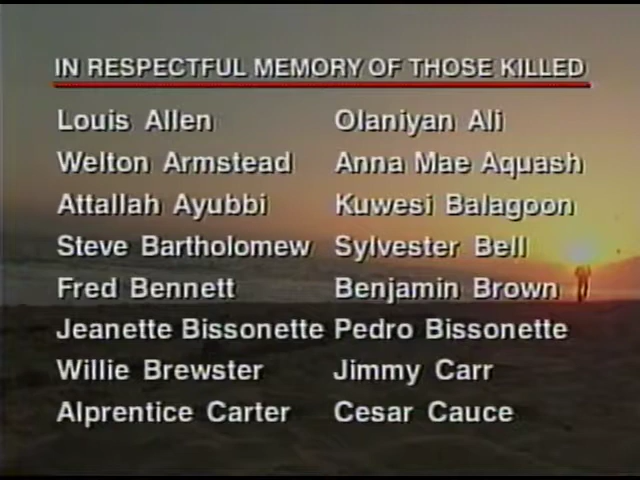 IN RESPECTFUL MEMORY OF THOSE KILLED
Louis Allen Olaniyan Ali
Welton Armstead Anna Mae Aquash
Attallah Ayubbi Kuwesi Balagoon
Steve Bartholomew Sylvester Bell
Fred Bennett Benjamin Brown
Jeanette Bissonette Pedro Bissonette
Willie Brewster Jimmy Carr
Alprentice Carter Cesar Cauce